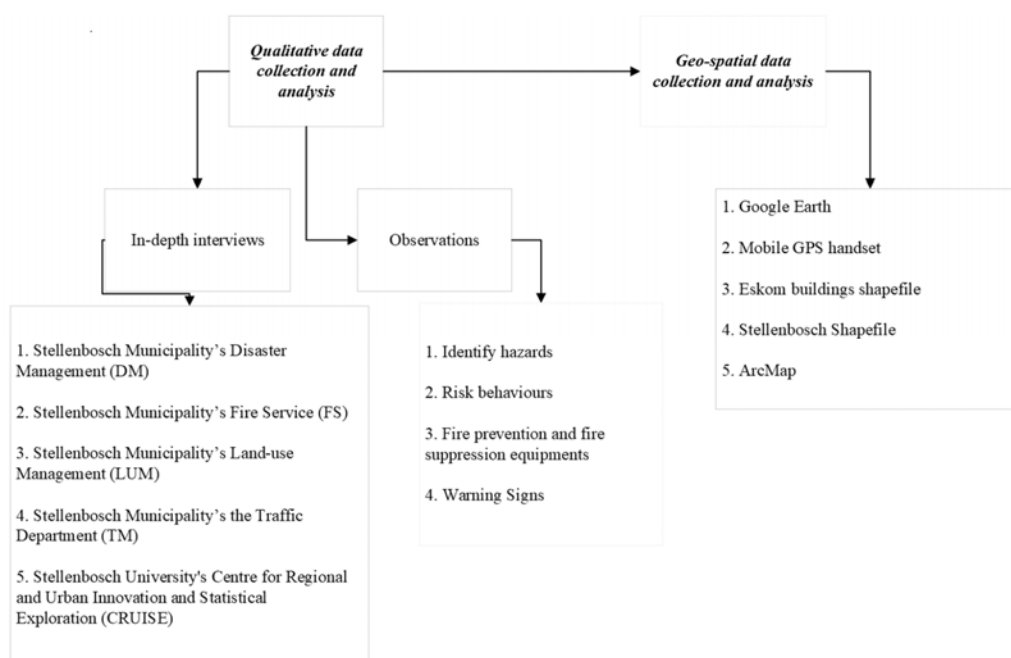 Qualitative data
collection and
analysis
Geo-spatial data
collection and analysis
In-depth interviews
Observations
1. Google Earth
2. Mobile GPS handset
3. Eskom buildings shapefile
4. Stellenbosch Shapefile
5. ArcMap
1. Stellenbosch Municipality’s Disaster
Management (DM)
2. Stellenbosch Municipality’s Fire Service (FS)
3. Stellenbosch Municipality’s Land-use
Management (LUM)
4. Stellenbosch Municipality’s the Traffic
Department (TM)
5. Stellenbosch University's Centre for Regional
and Urban Innovation and Statistical
Exploration (CRUISE)
1. Identify hazards
2. Risk behaviours
3. Fire prevention and fire
suppression equipments
4. Warning Signs